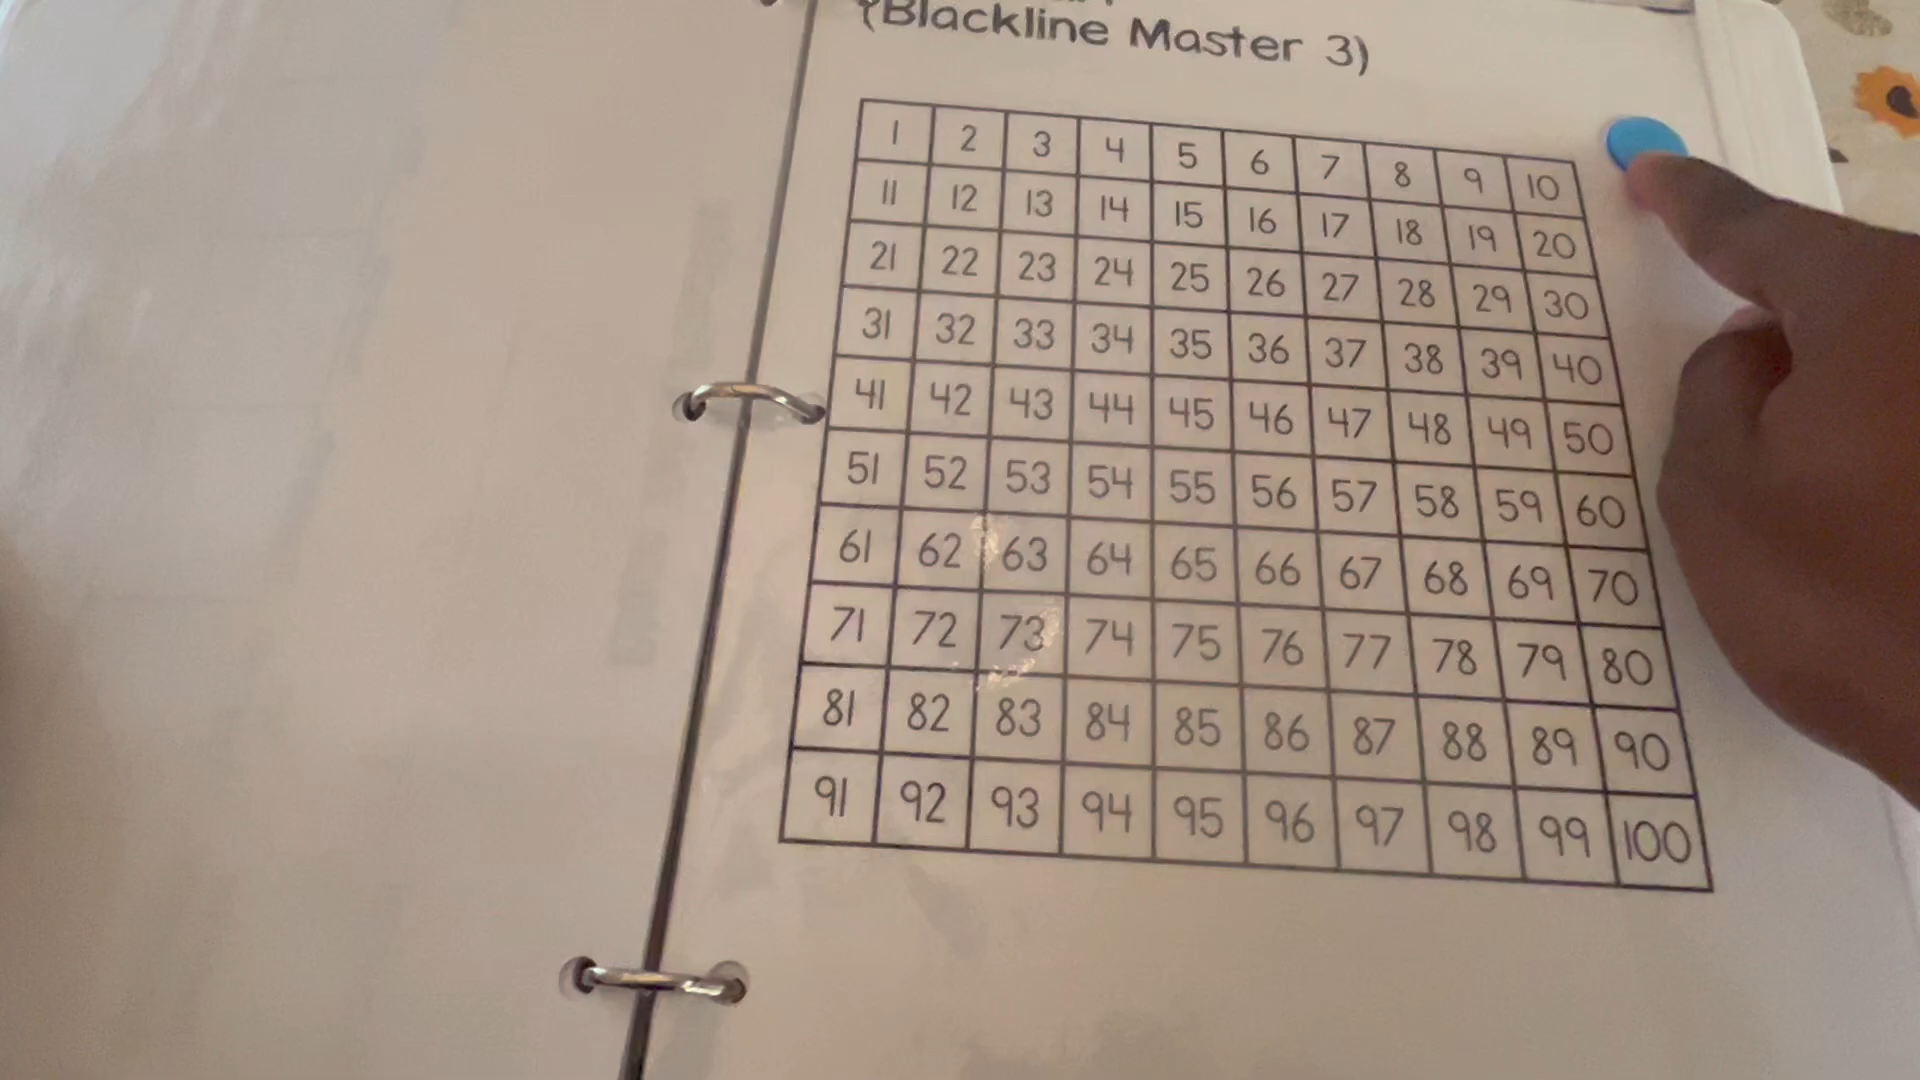 (Blackline Master 3)
1 2 3 4 5 6 7 8 9 10
11 12 13 14 15 16 17 18 19 20
21 22 23 24 25 26 27 28 29 30
31 32 33 34 35 36 37 38 39 40
41 42 43 44 45 46 47 48 49 50
51 52 53 54 55 56 57 58 59 60
61 62 63 64 65 66 67 68 69 70
71 72 73 74 75 76 77 78 79 80
81 82 83 84 85 86 87 88 89 90
91 92 93 94 95 96 97 98 99 100